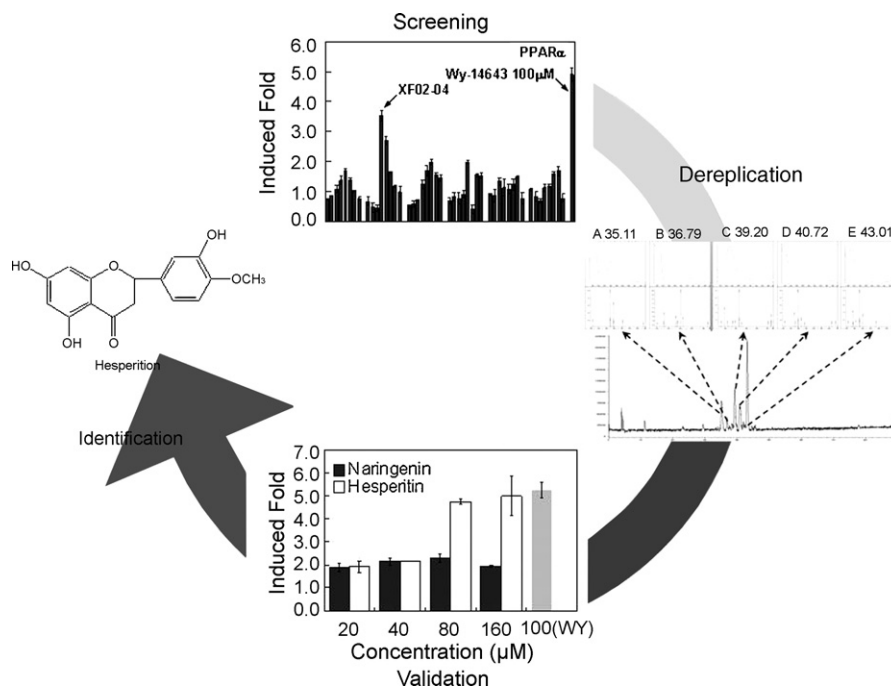 Screening
6.0
5.0
4.0
3.0
2.0
1.0
0.0
Induced Fold
PPARα
Wy-14643 100μM
XF02-04
Dereplication
A 35.11 B 36.79 C 39.20 D 40.72 E 43.01
OH
HO
O
OCH₃
OH O
Hesperition
Identification
7.0
6.0
5.0
4.0
3.0
2.0
1.0
0.0
Induced Fold
Naringenin
Hesperitin
20 40 80 160 100(WY)
Concentration (μM)
Validation